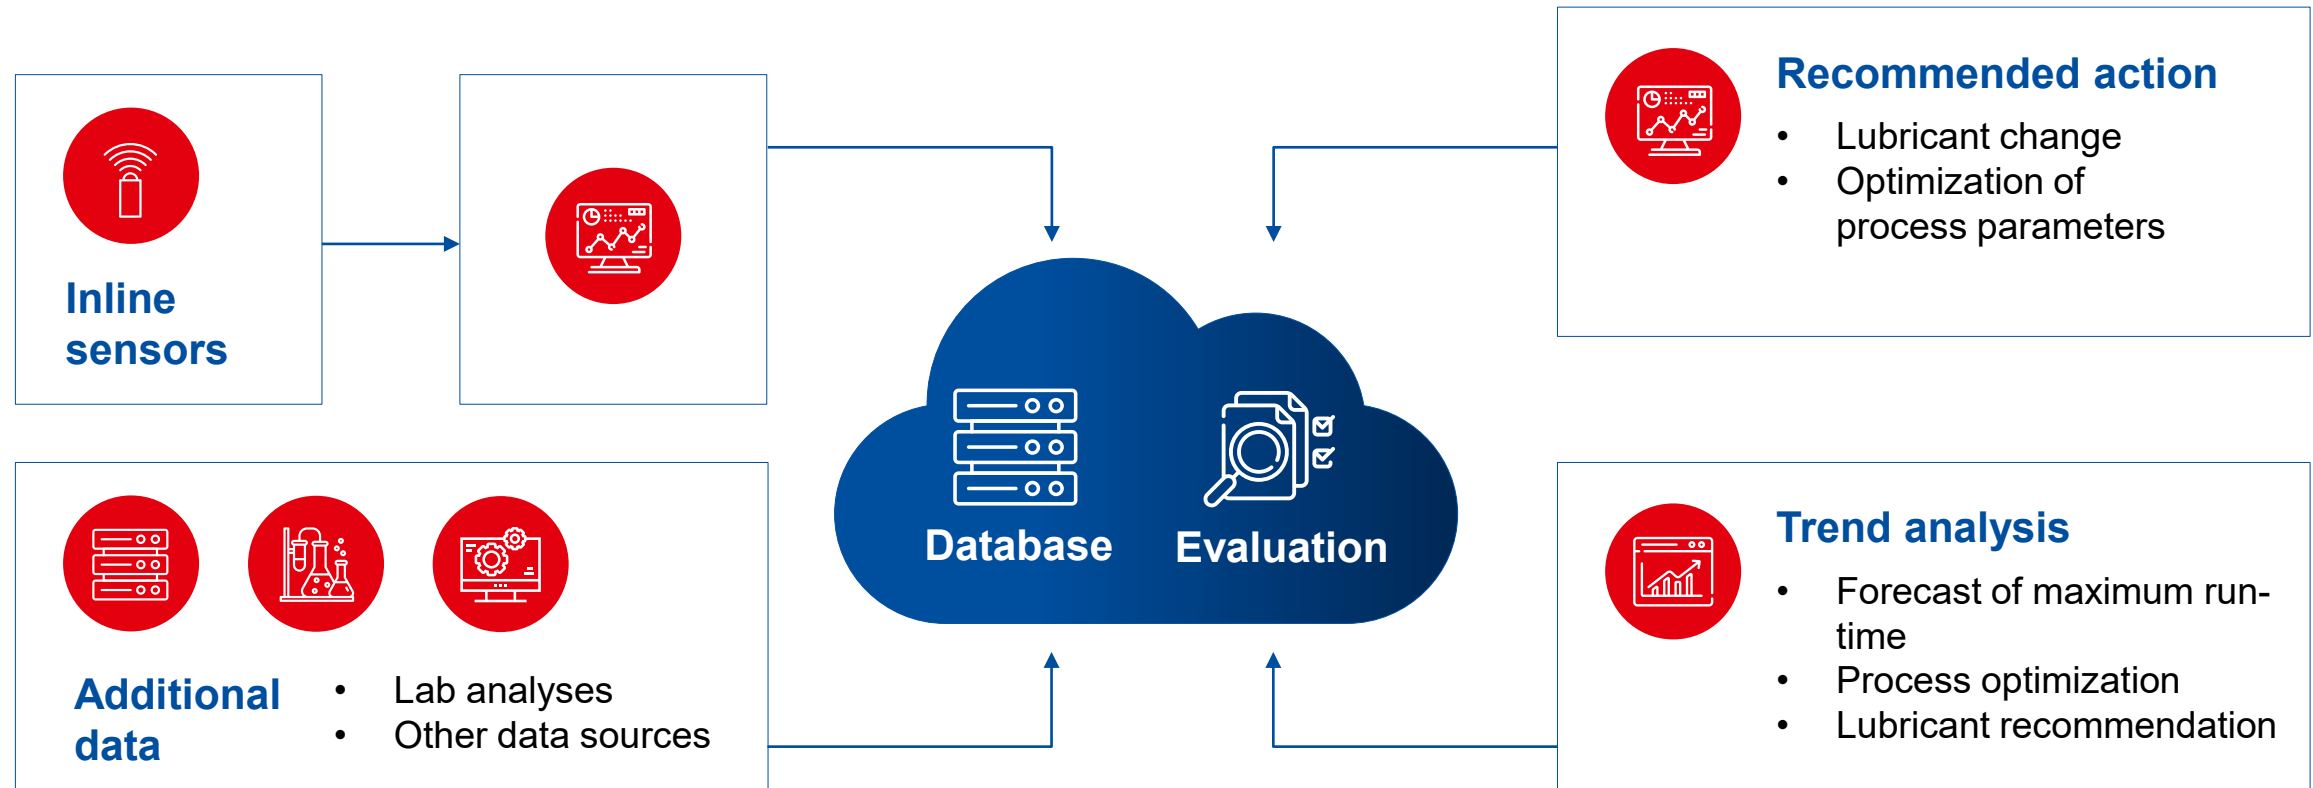 Inline
sensors
Additional
data
• Lab analyses
• Other data sources
Database
Evaluation
Recommended action
• Lubricant change
• Optimization of
process parameters
Trend analysis
• Forecast of maximum run-
time
• Process optimization
• Lubricant recommendation